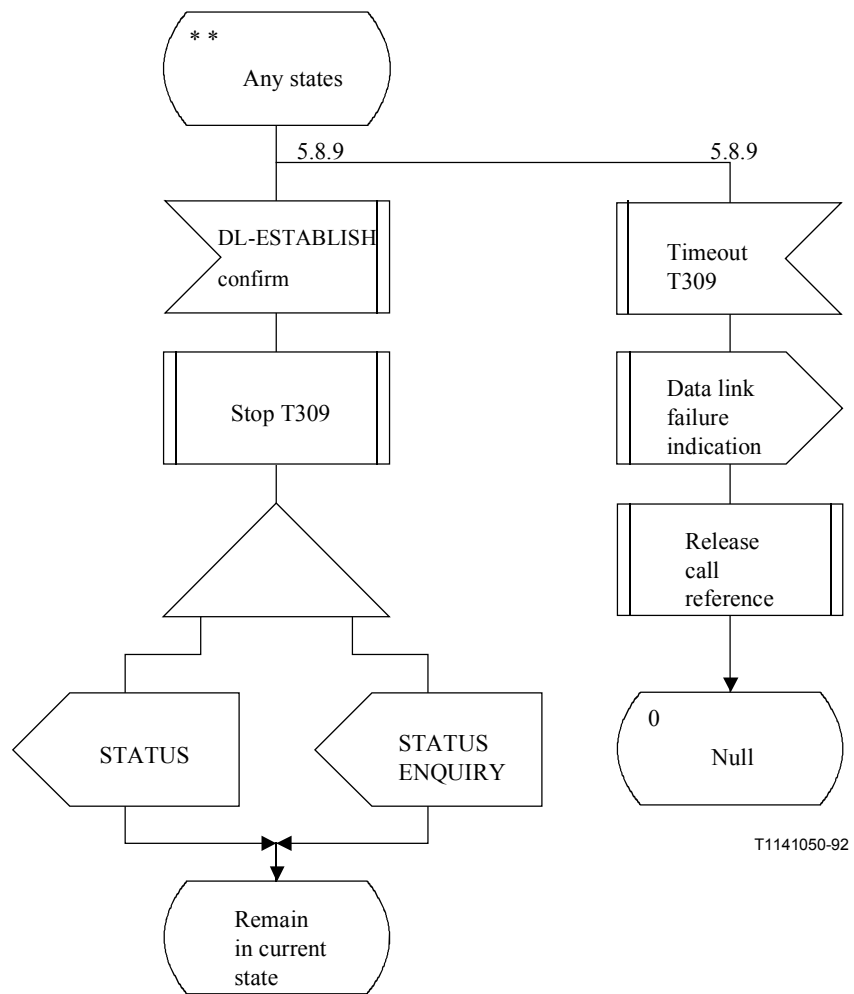 * *
Any states
5.8.9
5.8.9
DL-ESTABLISH
confirm
Timeout
T309
Stop T309
Data link
failure
indication
Release
call
reference
STATUS
STATUS
ENQUIRY
0
Null
T1141050-92
Remain
in current
state